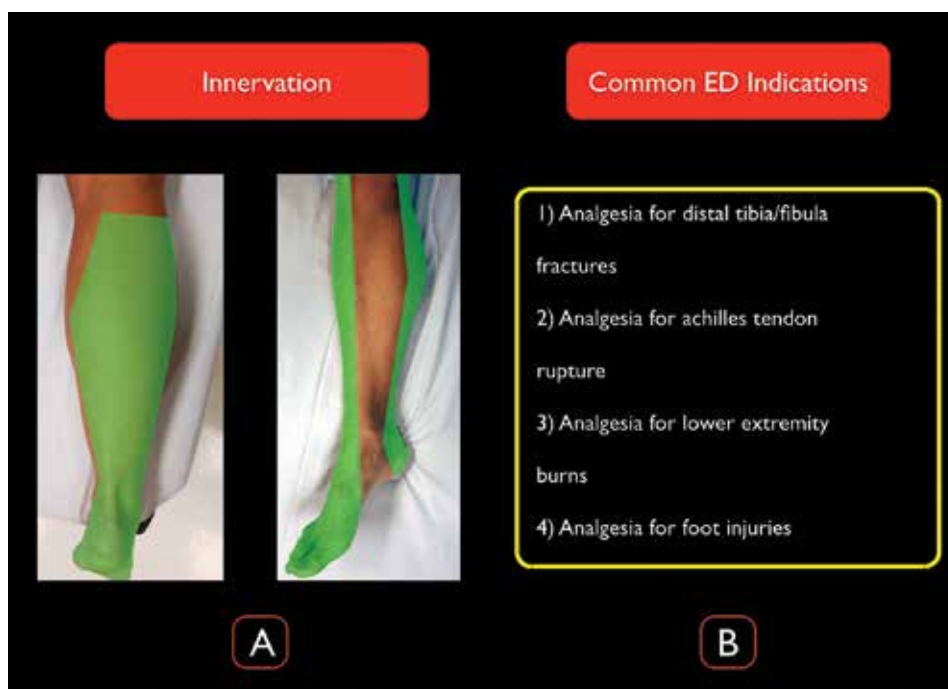 Innervation
Common ED Indications
1) Analgesia for distal tibia/fibula
fractures
2) Analgesia for achilles tendon
rupture
3) Analgesia for lower extremity
burns
4) Analgesia for foot injuries
A
B